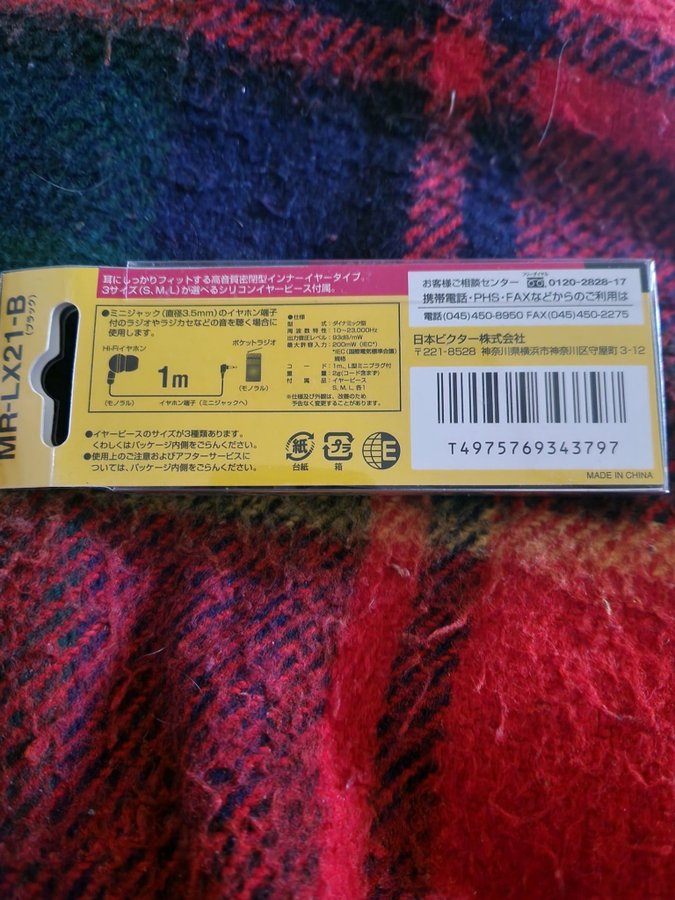 MR-LX21-B
(ブラック)
耳にしっかりフィットする高音質密閉型インナーイヤータイプ。
3サイズ(S、M、L)が選べるシリコンイヤーピース付属。
●ミニジャック(直径3.5mm)のイヤホン端子
付のラジオやラジカセなどの音を聴く場合に
使用します。
Hi-Fiイヤホン
ポケットラジオ
1m
(モノラル)
イヤホン端子(ミニジャックへ)
(モノラル)
●仕様
型 式:ダイナミック型
周波数特性:10~23,000Hz
出力音圧レベル:93dB/mW
最大許容入力:200mW(IEC*)
*IEC(国際電気標準会議)
規格
コード:1m、L型ミニプラグ付
質 量:2g(コード含まず)
付 属 品:イヤーピース
S、M、L、各1
※仕様及び外観は、改善のため
予告なく変更することがあります。
●イヤーピースのサイズが3種類あります。
くわしくはパッケージ内側をごらんください。
●使用上のご注意およびアフターサービスに
ついては、パッケージ内側をごらんください。
紙
台紙
プラ
箱
E
お客様ご相談センター フリーダイヤル 0120-2828-17
携帯電話・PHS・FAXなどからのご利用は
電話(045)450-8950 FAX(045)450-2275
日本ビクター株式会社
〒221-8528 神奈川県横浜市神奈川区守屋町3-12
T4975769343797
MADE IN CHINA